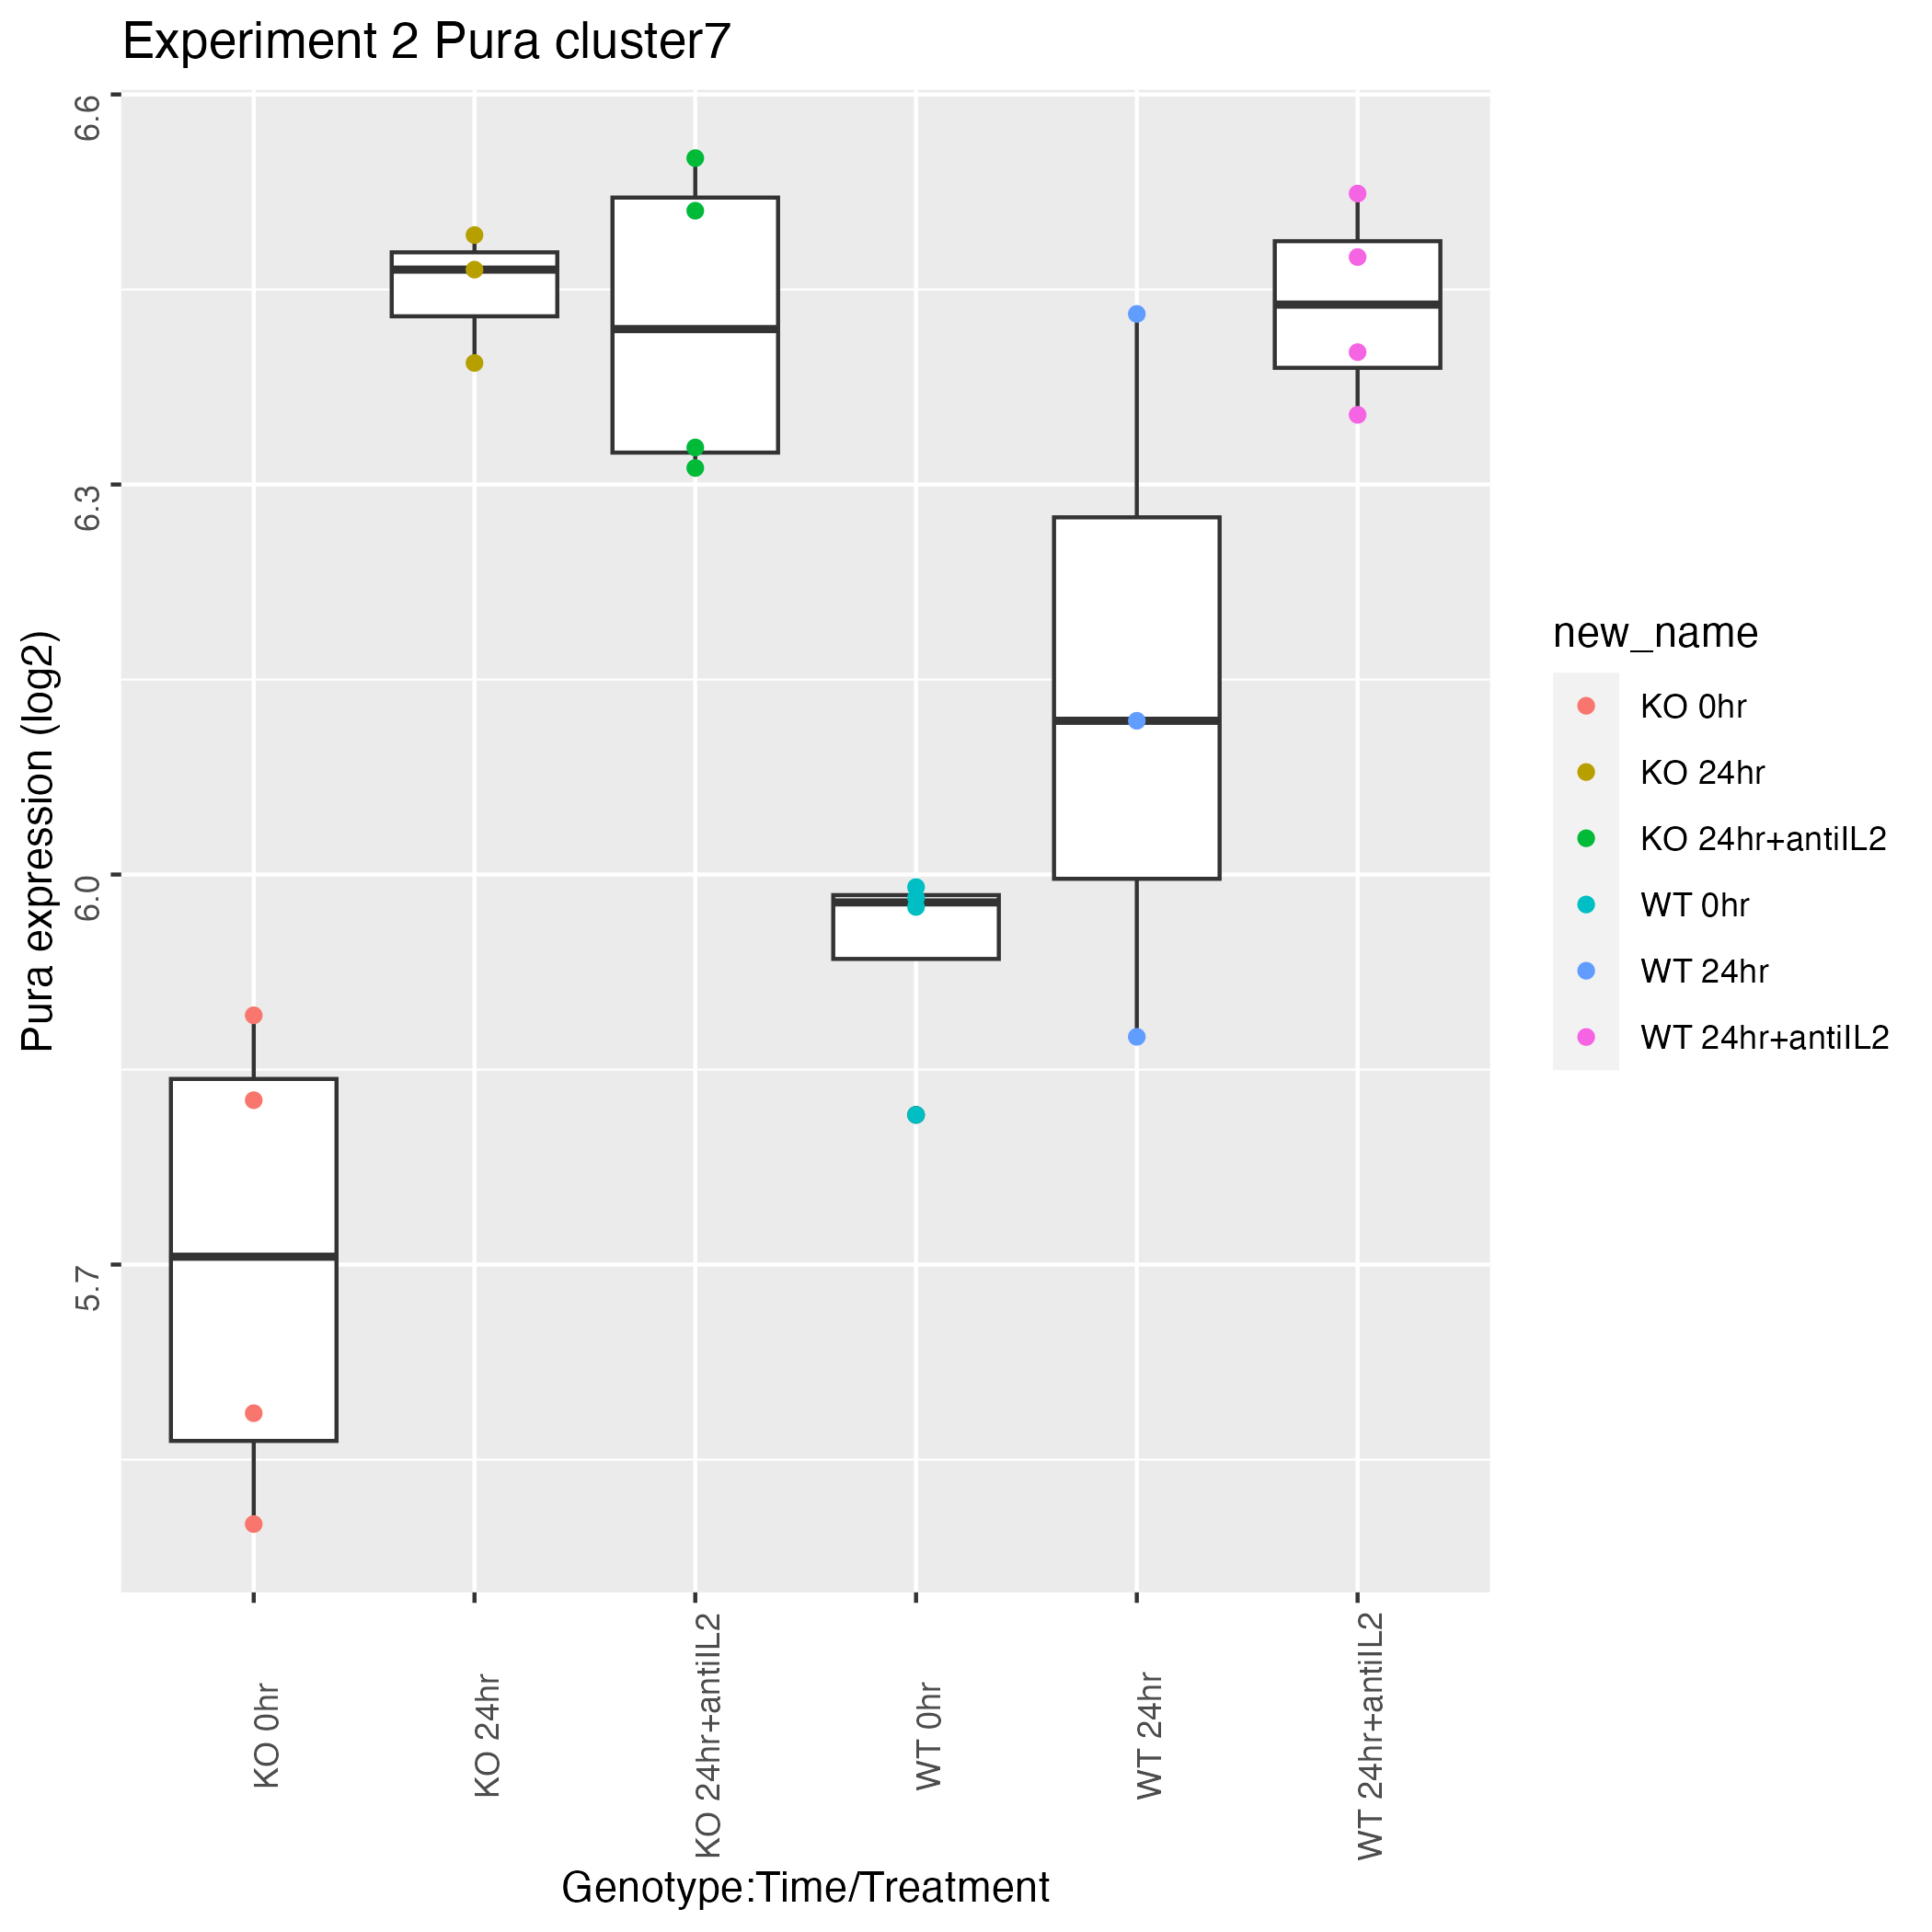 Experiment 2 Pura cluster7
6.6
6.3
6.0
5.7
Pura expression (log2)
KO 0hr
KO 24hr
KO 24hr+antiIL2
WT 0hr
WT 24hr
WT 24hr+antiIL2
Genotype:Time/Treatment
new_name
KO 0hr
KO 24hr
KO 24hr+antiIL2
WT 0hr
WT 24hr
WT 24hr+antiIL2